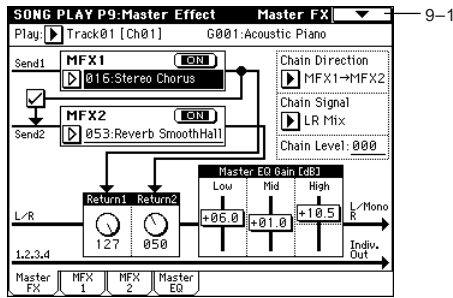 SONG PLAY P9:Master Effect Master FX
9–1
Play: Track01 [Ch01] G001:Acoustic Piano
Send1
MFX1 ON
016:Stereo Chorus
Send2
MFX2 ON
053:Reverb SmoothHall
Chain Direction
MFX1→MFX2
Chain Signal
LR Mix
Chain Level: 000
Return1 Return2
127 050
Master EQ Gain [dB]
Low Mid High
+06.0 +01.0 +10.5
L/R
L/Mono
R
1.2.3.4
Indiv.
Out
Master FX
MFX 1
MFX 2
Master EQ